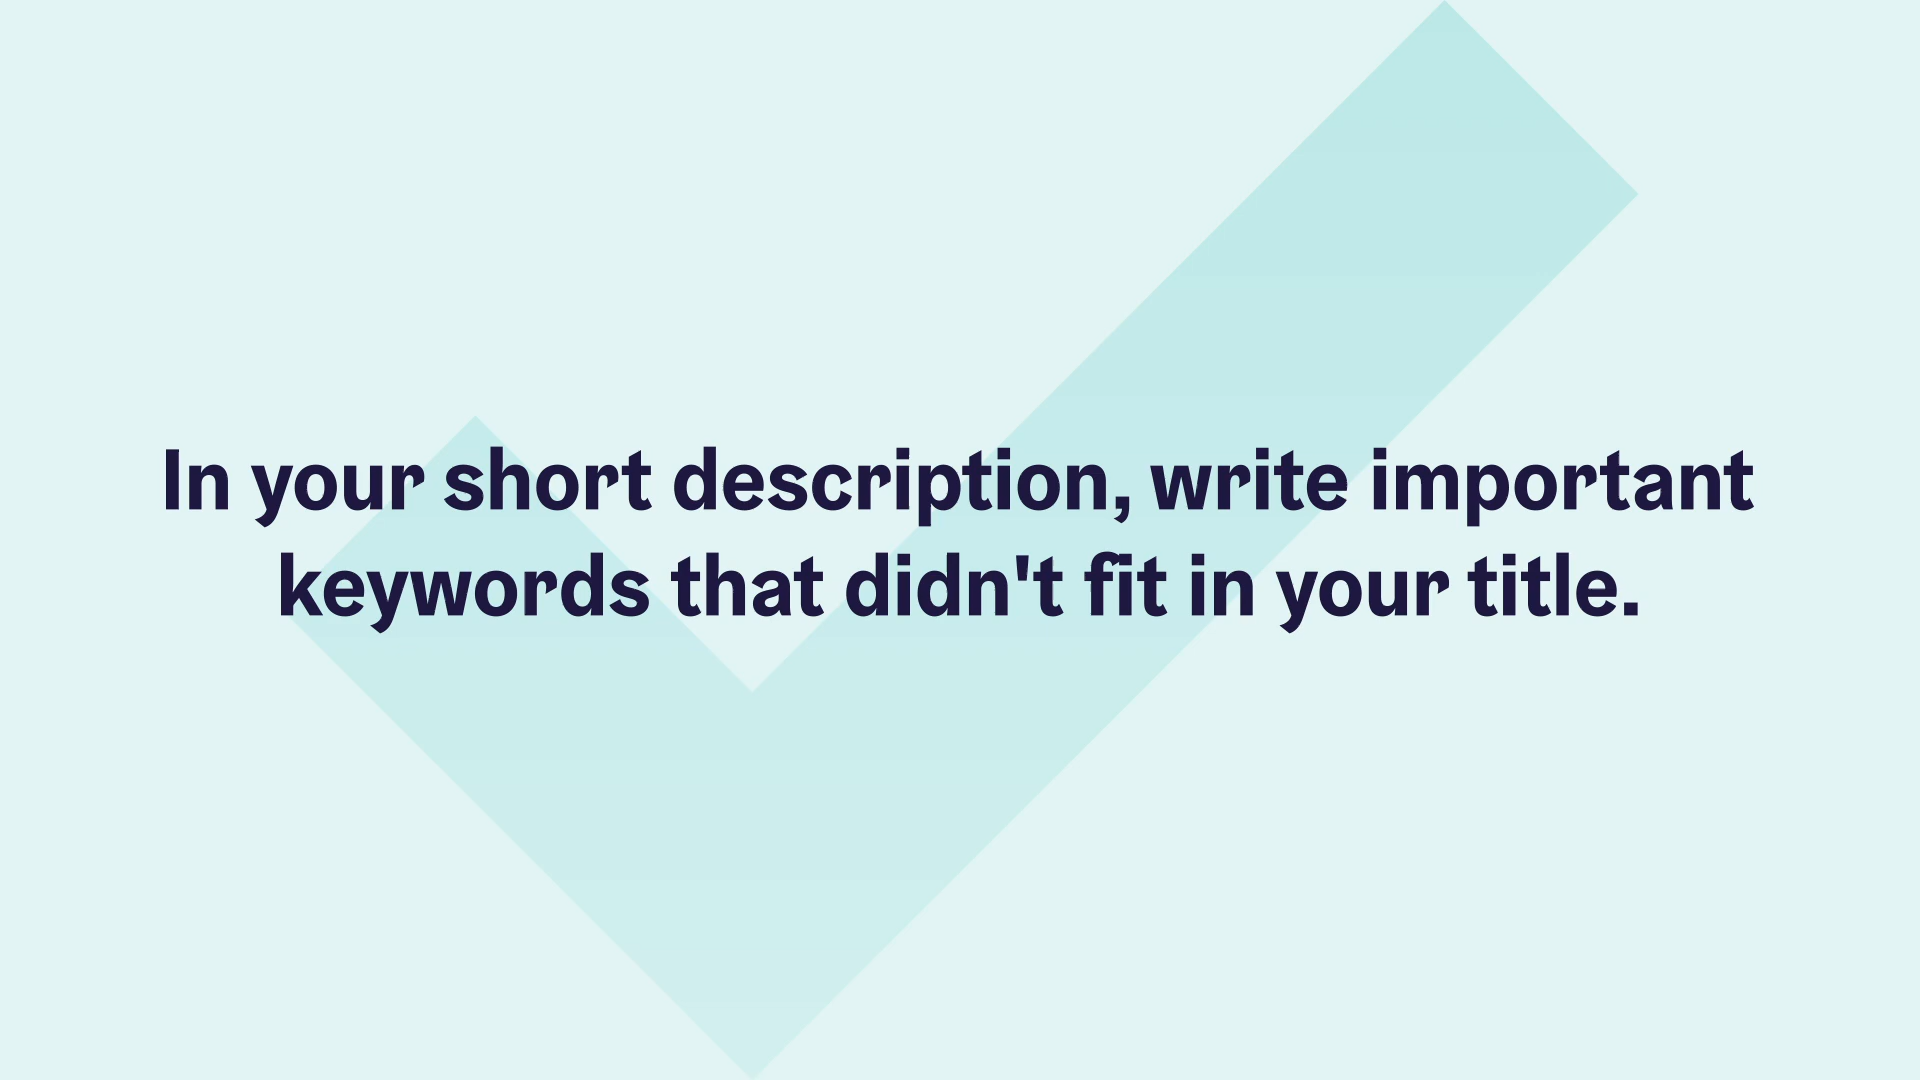 In your short description, write important
keywords that didn't fit in your title.